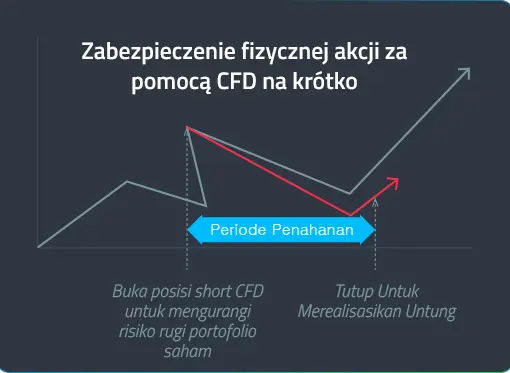 Zabezpieczenie fizycznej akcji za
pomocą CFD na krótko
Periode Penahanan
Buka posisi short CFD
untuk mengurangi
risiko rugi portofolio
saham
Tutup Untuk
Merealisasikan Untung